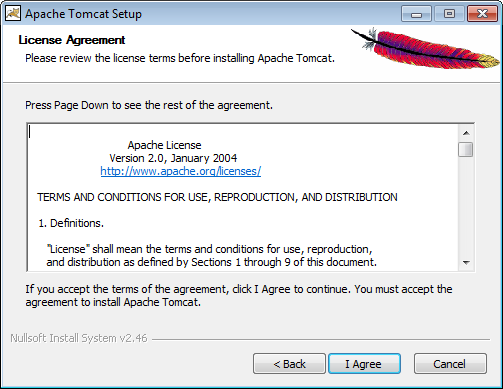 Apache Tomcat Setup
License Agreement
Please review the license terms before installing Apache Tomcat.
Press Page Down to see the rest of the agreement.
Apache License
Version 2.0, January 2004
http://www.apache.org/licenses/
TERMS AND CONDITIONS FOR USE, REPRODUCTION, AND DISTRIBUTION
1. Definitions.
"License" shall mean the terms and conditions for use, reproduction,
and distribution as defined by Sections 1 through 9 of this document.
If you accept the terms of the agreement, click I Agree to continue. You must accept the
agreement to install Apache Tomcat.
Nullsoft Install System v2.46
< Back
I Agree
Cancel